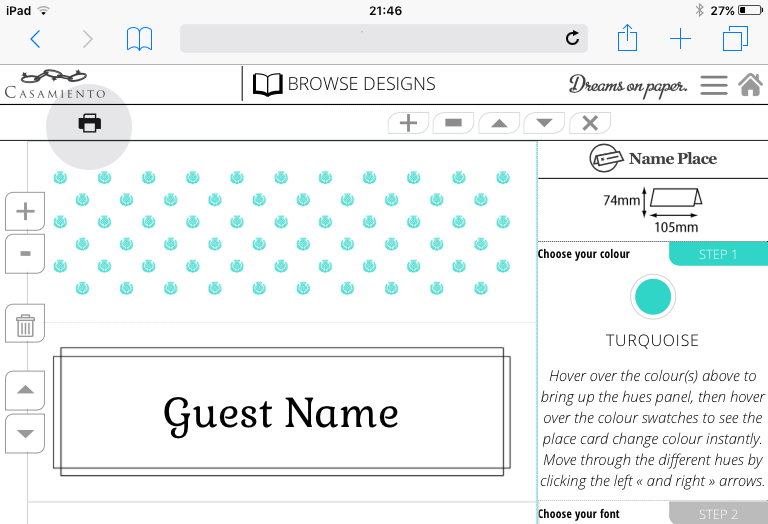 iPad
21:46
27%
CASAMIENTO
BROWSE DESIGNS
Dreams on paper.
Name Place
74mm
105mm
Choose your colour
STEP 1
TURQUOISE
Hover over the colour(s) above to
bring up the hues panel, then hover
over the colour swatches to see the
place card change colour instantly.
Move through the different hues by
clicking the left « and right » arrows.
Choose your font
STEP 2
Guest Name